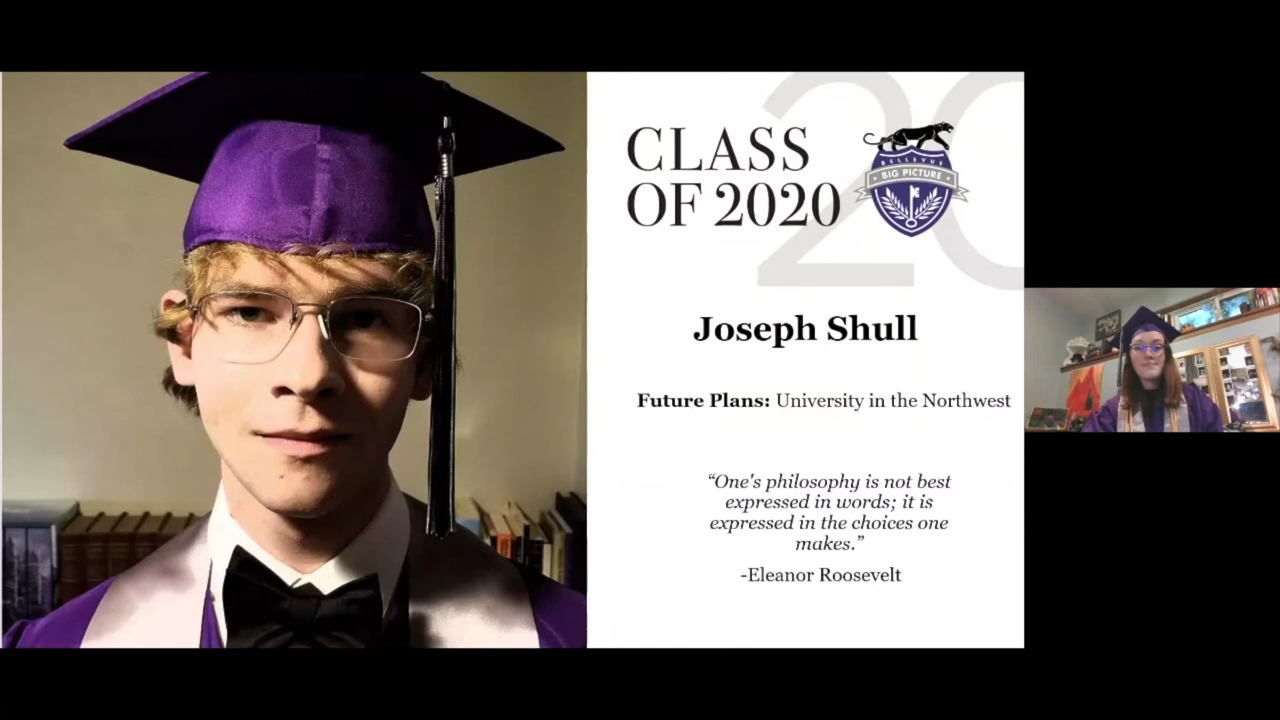 20
CLASS
OF 2020
BELLEVUE
BIG PICTURE
Joseph Shull
Future Plans: University in the Northwest
“One's philosophy is not best
expressed in words; it is
expressed in the choices one
makes.”
-Eleanor Roosevelt